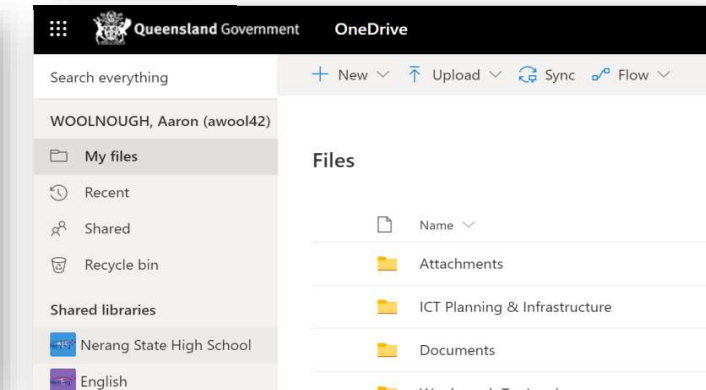 Queensland Government OneDrive
Search everything
New Upload Sync Flow
WOOLNOUGH, Aaron (awool42)
My files
Recent
Shared
Recycle bin
Shared libraries
Nerang State High School
English
Files
Name
Attachments
ICT Planning & Infrastructure
Documents